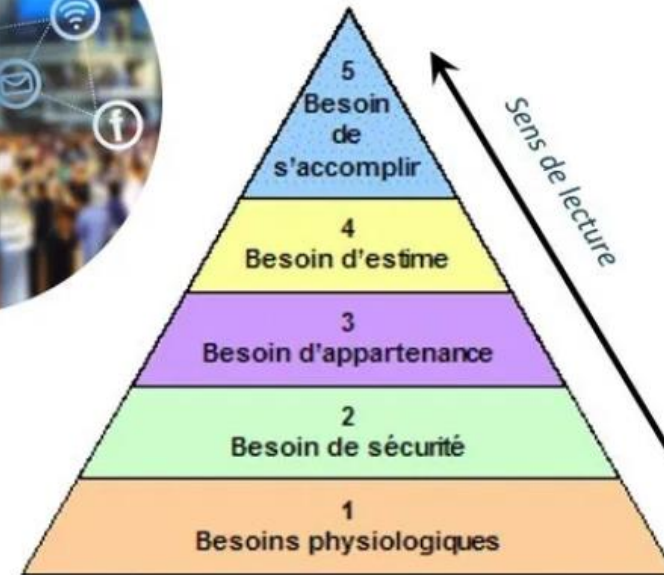 5
Besoin
de
s'accomplir
Sens de lecture
4
Besoin d'estime
3
Besoin d'appartenance
2
Besoin de sécurité
1
Besoins physiologiques
f